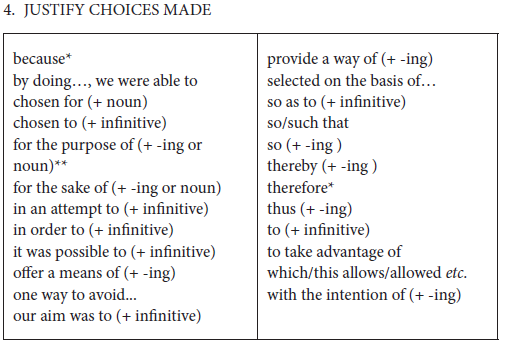 4. JUSTIFY CHOICES MADE
because*
by doing…, we were able to
chosen for (+ noun)
chosen to (+ infinitive)
for the purpose of (+ -ing or
noun)**
for the sake of (+ -ing or noun)
in an attempt to (+ infinitive)
in order to (+ infinitive)
it was possible to (+ infinitive)
offer a means of (+ -ing)
one way to avoid...
our aim was to (+ infinitive)
provide a way of (+ -ing)
selected on the basis of…
so as to (+ infinitive)
so/such that
so (+ -ing )
thereby (+ -ing )
therefore*
thus (+ -ing)
to (+ infinitive)
to take advantage of
which/this allows/allowed etc.
with the intention of (+ -ing)